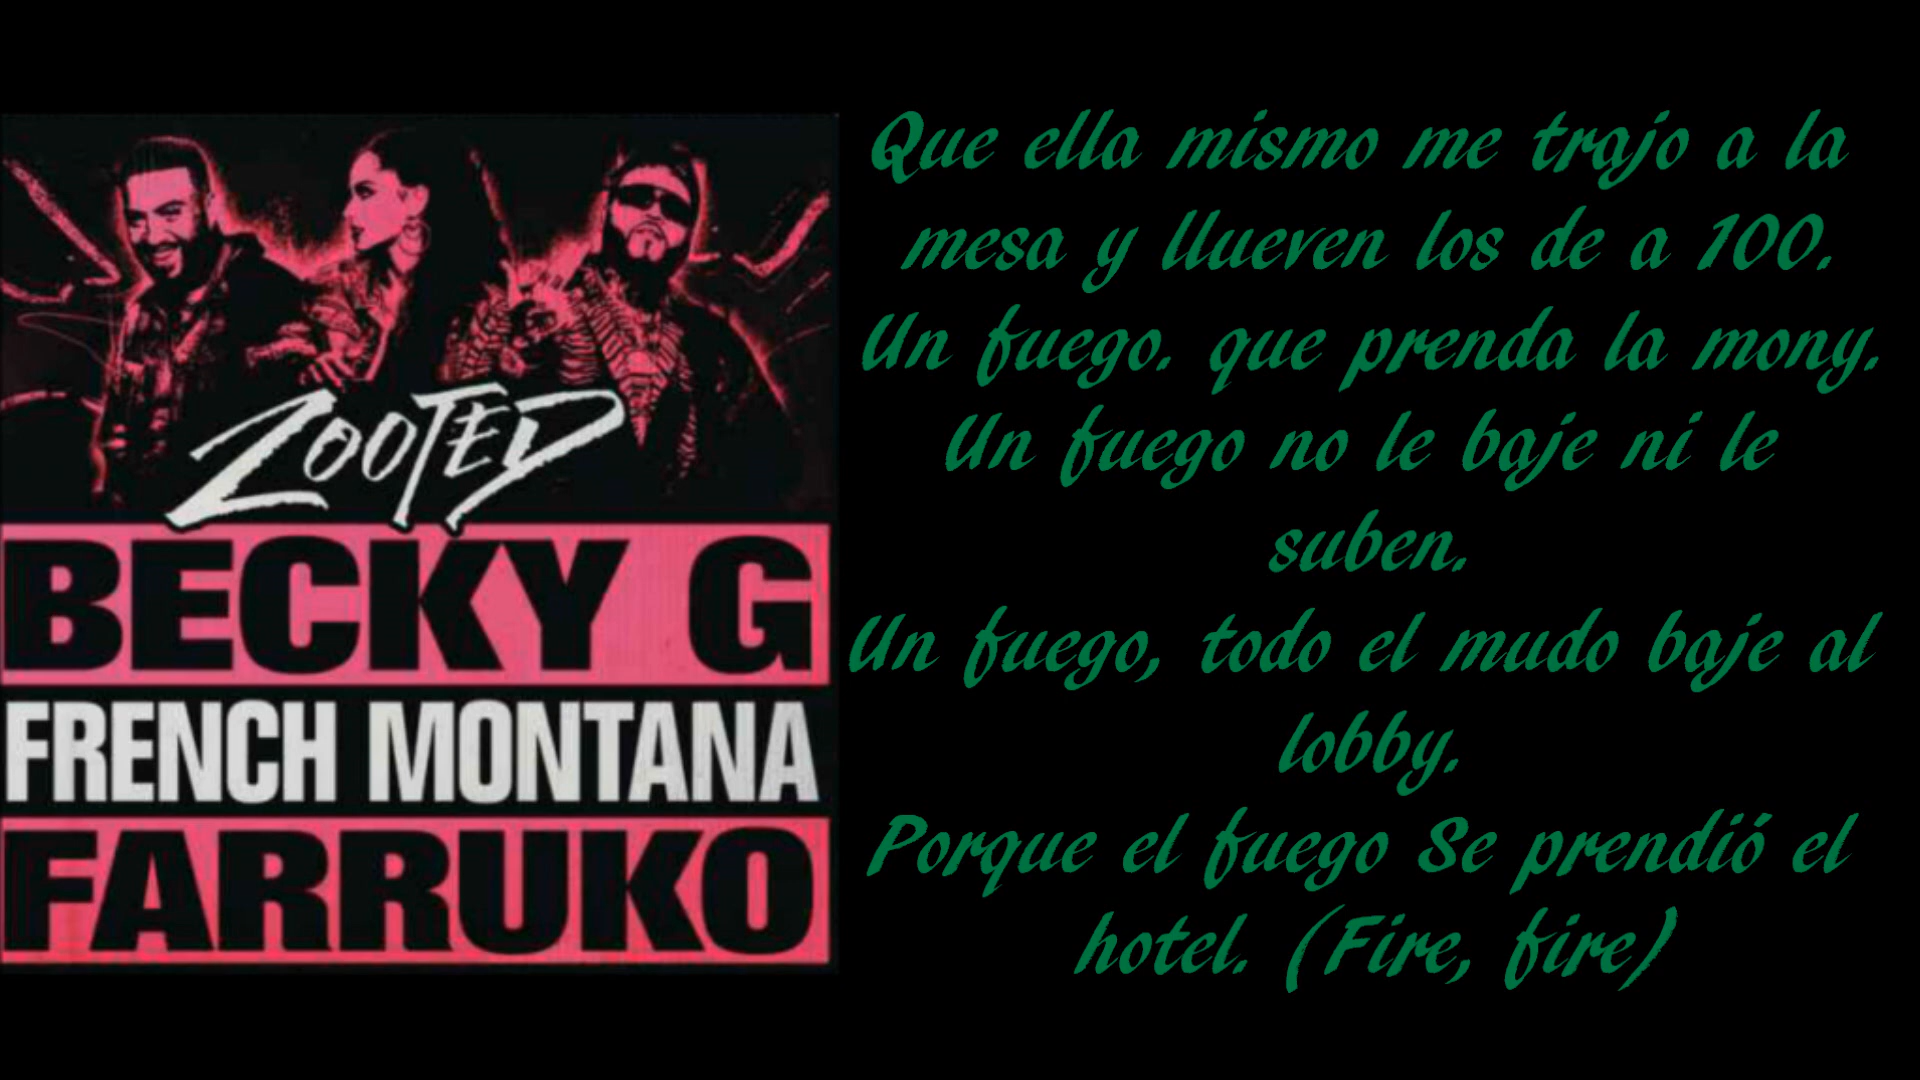 ZOOTED
BECKY G
FRENCH MONTANA
FARRUKO
Que ella mismo me trajo a la
mesa y llueven los de a 100.
Un fuego. que prenda la mony.
Un fuego no le baje ni le
suben.
Un fuego, todo el mudo baje al
lobby.
Porque el fuego Se prendió el
hotel. (Fire, fire)